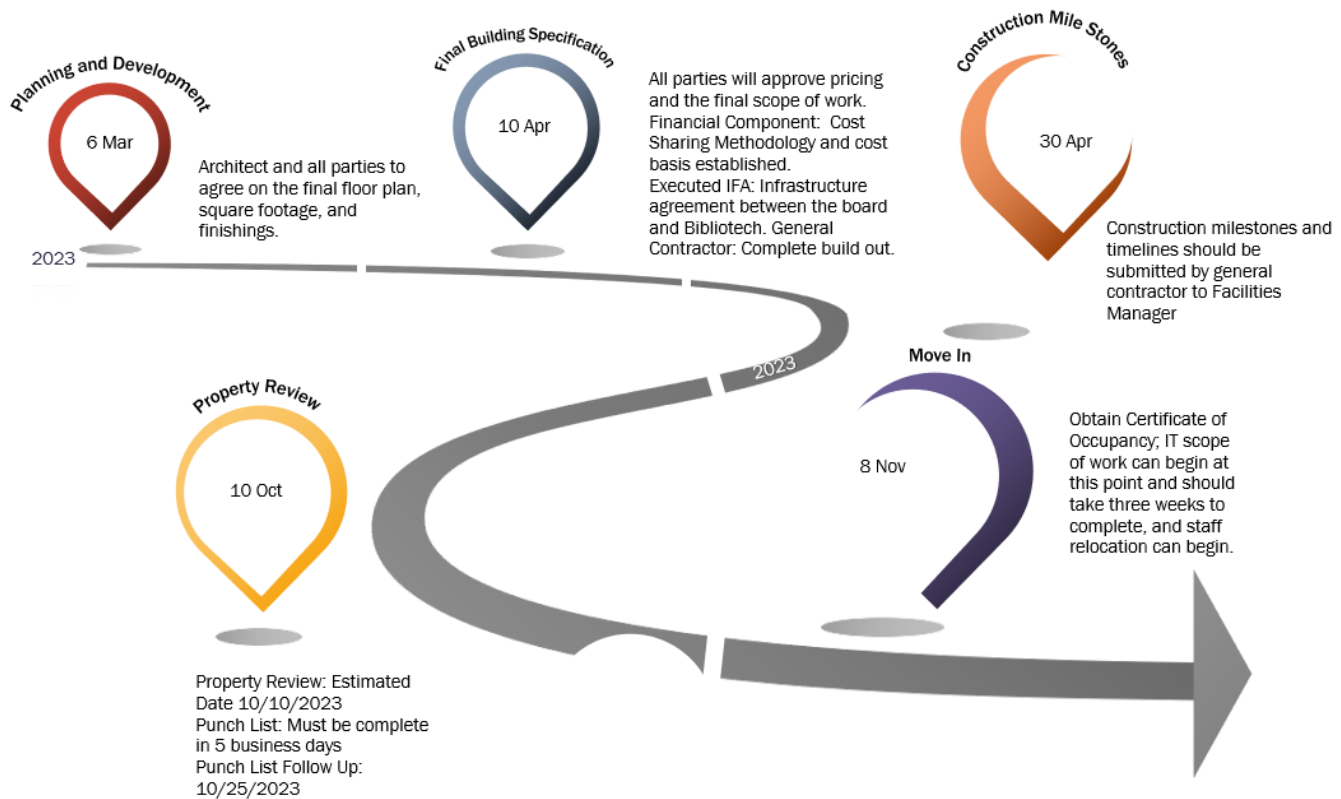 Planning and Development
6 Mar
Architect and all parties to
agree on the final floor plan,
square footage, and
finishings.
Final Building Specification
10 Apr
All parties will approve pricing
and the final scope of work.
Financial Component:  Cost
Sharing Methodology and cost
basis established.
Executed IFA: Infrastructure
agreement between the board
and Bibliotech. General
Contractor: Complete build out.
Construction Mile Stones
30 Apr
Construction milestones and
timelines should be
submitted by general
contractor to Facilities
Manager
2023
2023
Property Review
10 Oct
Property Review: Estimated
Date 10/10/2023
Punch List: Must be complete
in 5 business days
Punch List Follow Up:
10/25/2023
Move In
8 Nov
Obtain Certificate of
Occupancy; IT scope
of work can begin at
this point and should
take three weeks to
complete, and staff
relocation can begin.